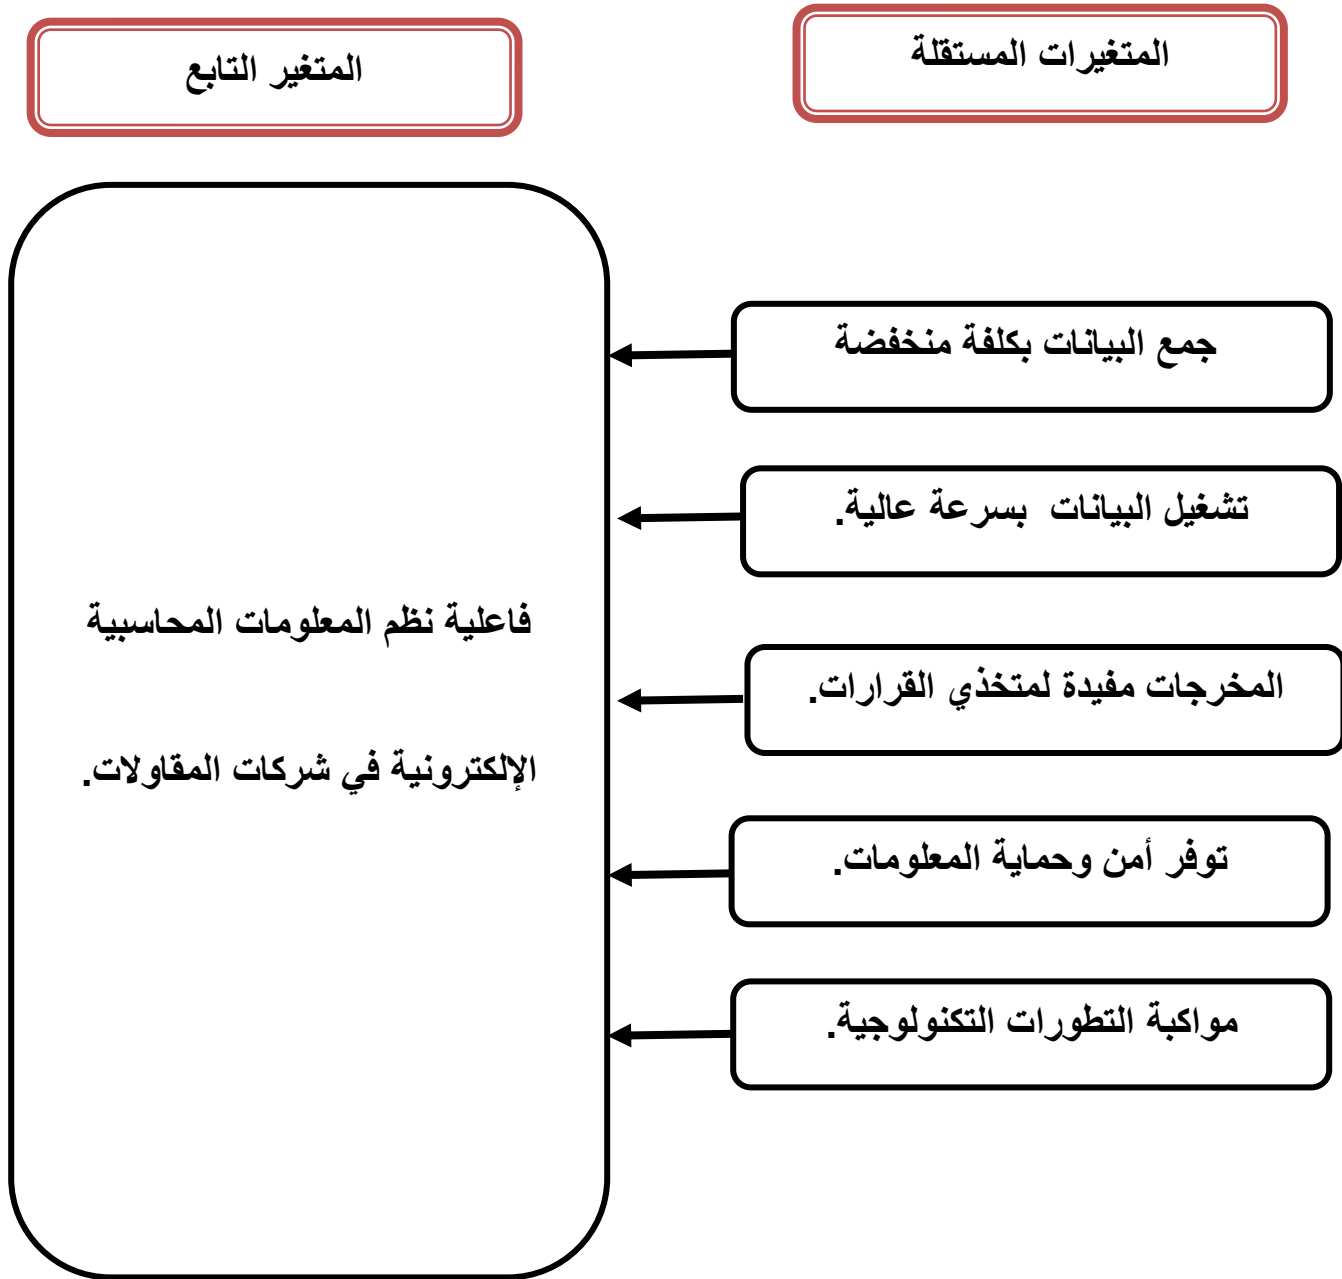 المتغيرات المستقلة
المتغير التابع
جمع البيانات بكلفة منخفضة
تشغيل البيانات بسرعة عالية.
المخرجات مفيدة لمتخذي القرارات.
توفر أمن وحماية المعلومات.
مواكبة التطورات التكنولوجية.
فاعلية نظم المعلومات المحاسبية
الإلكترونية في شركات المقاولات.